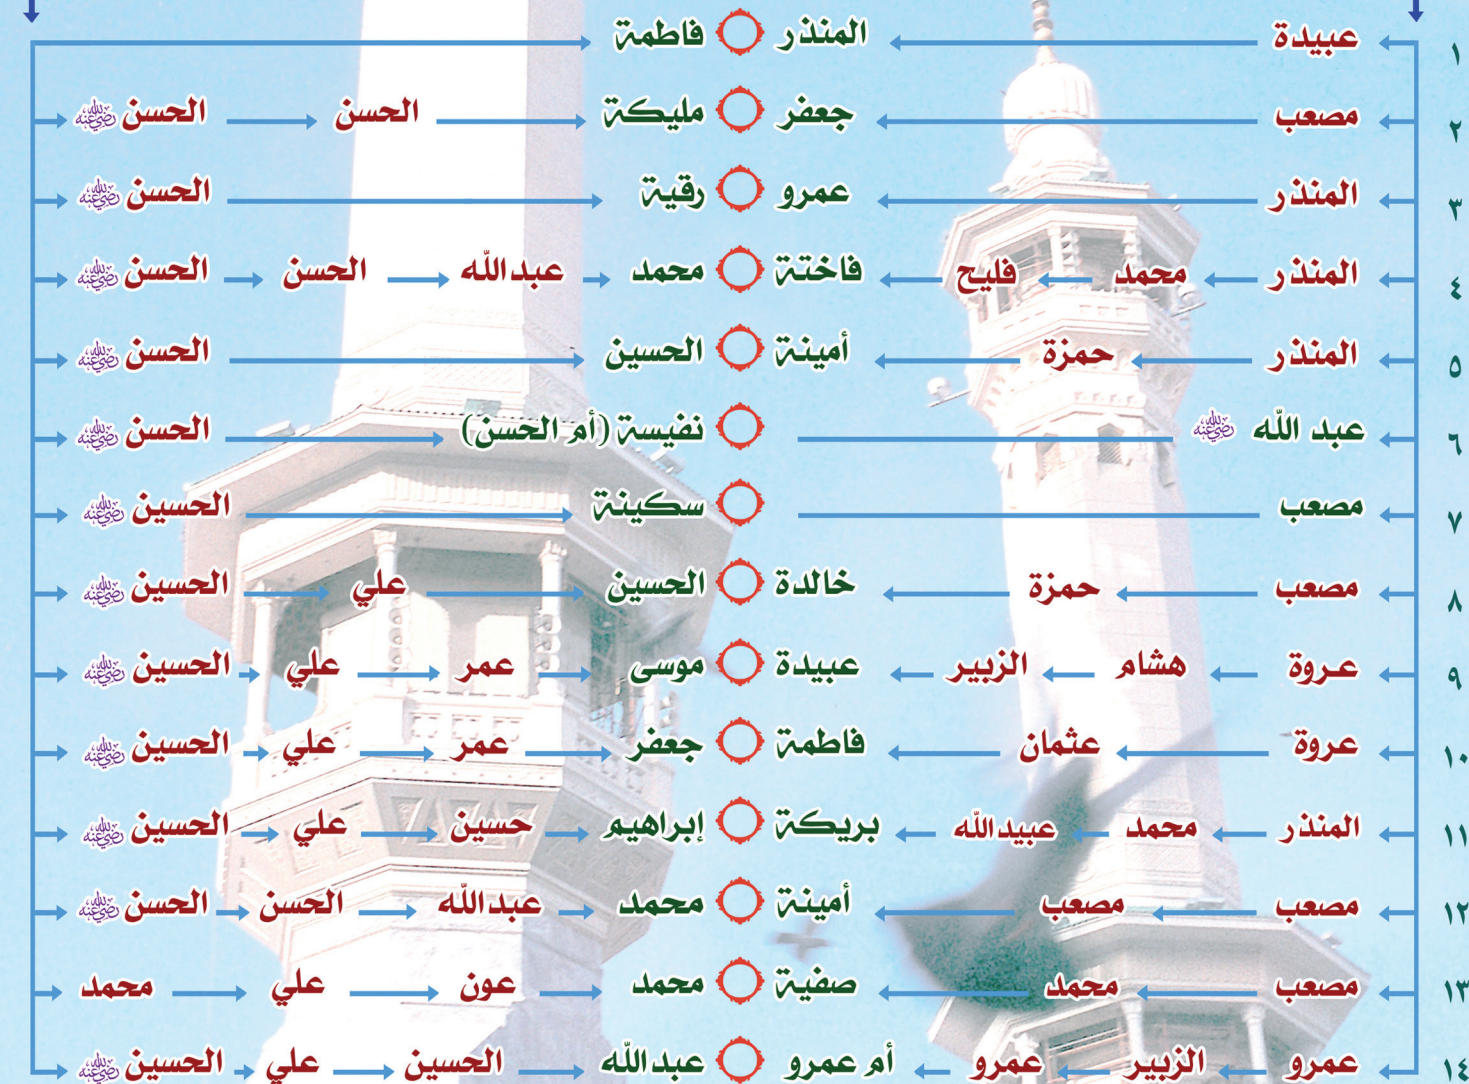 ١ عبيدة المنذر فاطمة
٢ مصعب جعفر مليكة الحسن الحسن رضي الله عنه
٣ المنذر عمرو رقية الحسن رضي الله عنه
٤ المنذر محمد فليح فاختة محمد عبدالله الحسن الحسن رضي الله عنه
٥ المنذر حمزة أمينة الحسين الحسن رضي الله عنه
٦ عبد الله رضي الله عنه نفيسة (أم الحسن) الحسن رضي الله عنه
٧ مصعب سكينة الحسين رضي الله عنه
٨ مصعب حمزة خالدة الحسين علي الحسين رضي الله عنه
٩ عروة هشام الزبير عبيدة موسى عمر علي الحسين رضي الله عنه
١٠ عروة عثمان فاطمة جعفر عمر علي الحسين رضي الله عنه
١١ المنذر محمد عبيدالله بريكة إبراهيم حسين علي الحسين رضي الله عنه
١٢ مصعب مصعب أمينة محمد عبدالله الحسن الحسن رضي الله عنه
١٣ مصعب محمد صفية محمد عون علي محمد
١٤ عمرو الزبير عمرو أم عمرو عبدالله الحسين علي الحسين رضي الله عنه